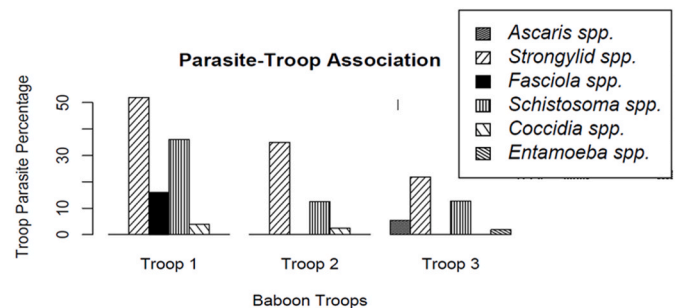 Parasite-Troop Association
Ascaris spp.
Strongylid spp.
Fasciola spp.
Schistosoma spp.
Coccidia spp.
Entamoeba spp.
Troop Parasite Percentage
50
30
10
0
Troop 1
Troop 2
Troop 3
Baboon Troops